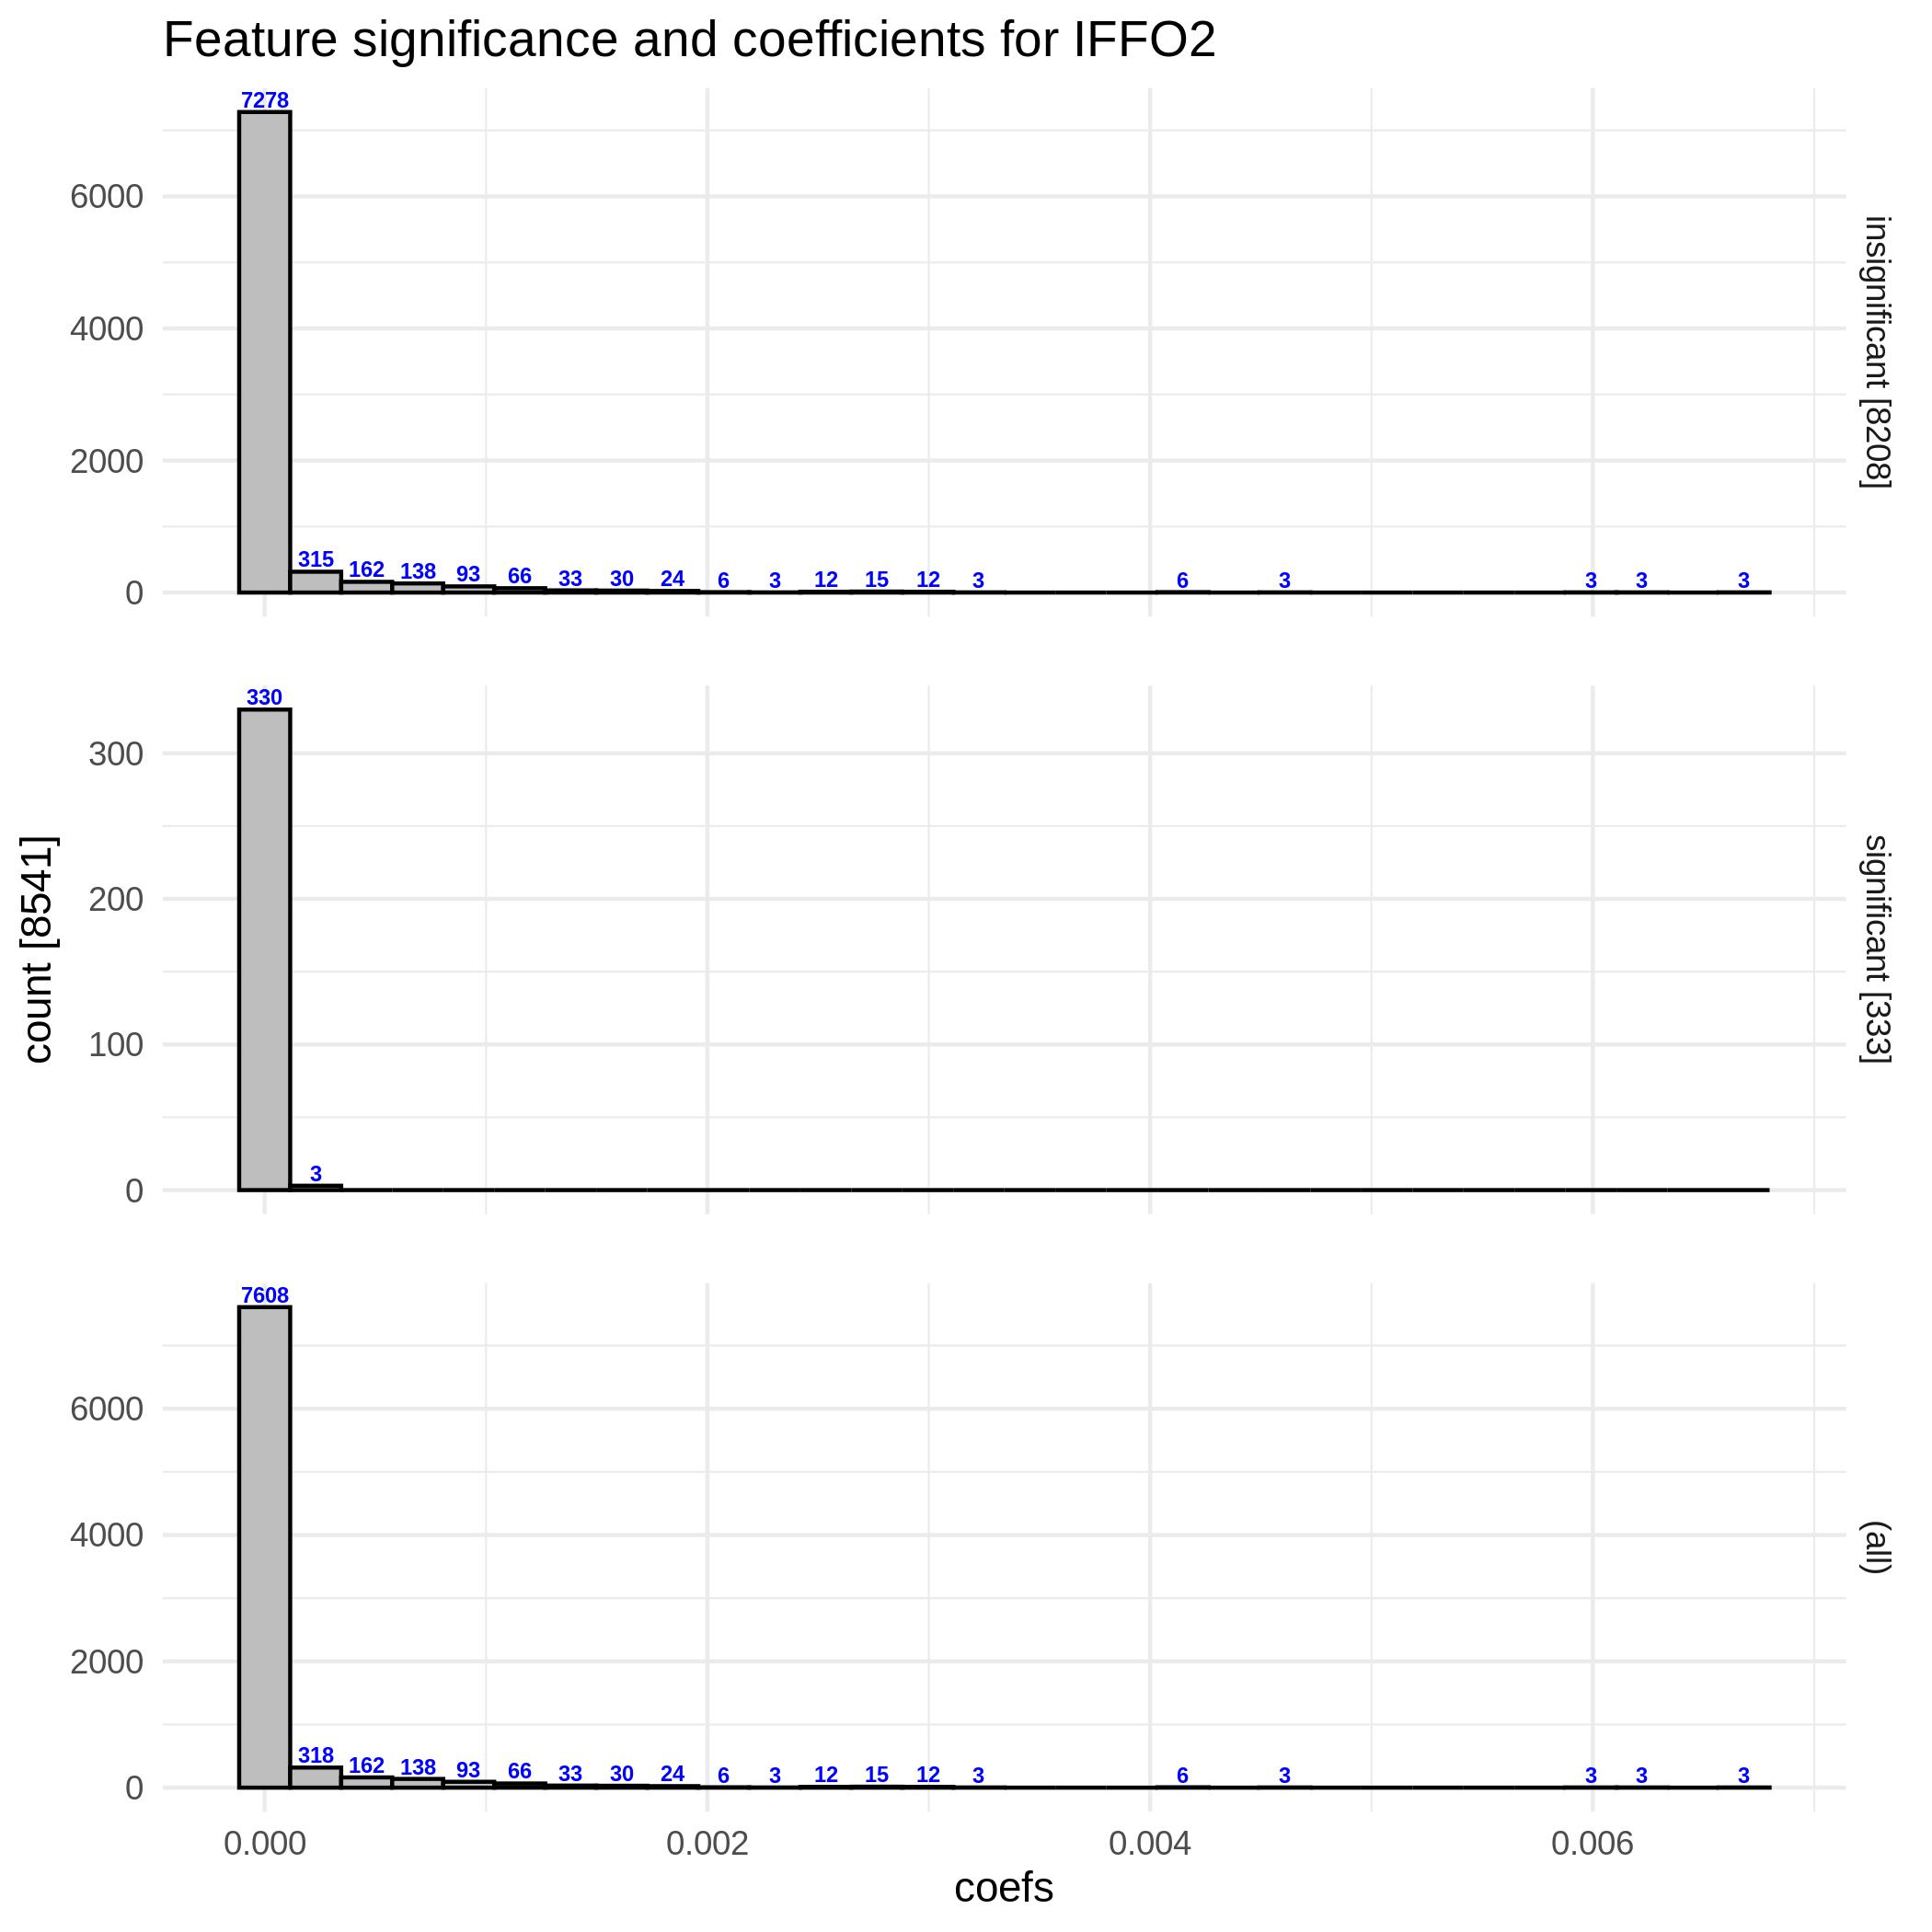 Feature significance and coefficients for IFFO2
7278
6000
4000
2000
0
315 162 138 93 66 33 30 24 6 3 12 15 12 3 6 3 3 3 3
insignificant [8208]
330
300
200
100
0
3
significant [333]
count [8541]
7608
6000
4000
2000
0
318 162 138 93 66 33 30 24 6 3 12 15 12 3 6 3 3 3 3
(all)
0.000 0.002 0.004 0.006
coefs